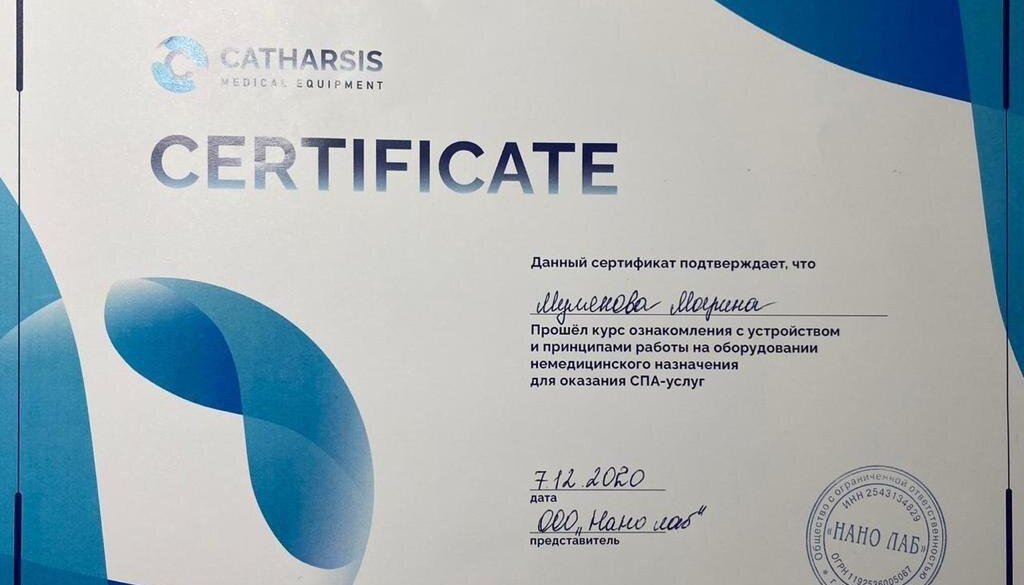 CATHARSIS
MEDICAL EQUIPMENT
CERTIFICATE
Данный сертификат подтверждает, что
Марина
Прошёл курс ознакомления с устройством
и принципами работы на оборудовании
немедицинского назначения
для оказания СПА-услуг
7.12.2020
дата
ООО „Нано лаб"
представитель
Общество с ограниченной ответственностью
ИНН 2543134829
«НАНО ЛАБ»
ОГРН 1192536005067